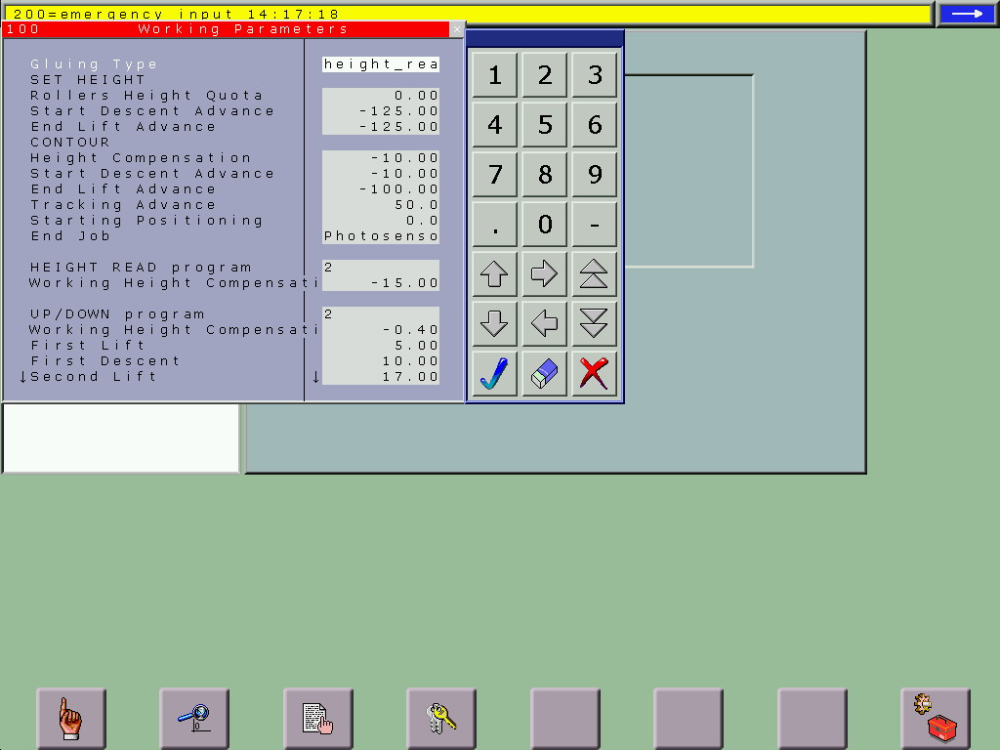 200=emergency input 14:17:18
100 Working Parameters
Gluing Type height_rea
SET HEIGHT
Rollers Height Quota 0.00
Start Descent Advance -125.00
End Lift Advance -125.00
CONTOUR
Height Compensation -10.00
Start Descent Advance -10.00
End Lift Advance -100.00
Tracking Advance 50.0
Starting Positioning 0.0
End Job Photosenso
HEIGHT READ program 2
Working Height Compensati -15.00
UP/DOWN program 2
Working Height Compensati -0.40
First Lift 5.00
First Descent 10.00
↓Second Lift ↓ 17.00
1 2 3
4 5 6
7 8 9
. 0 -
0